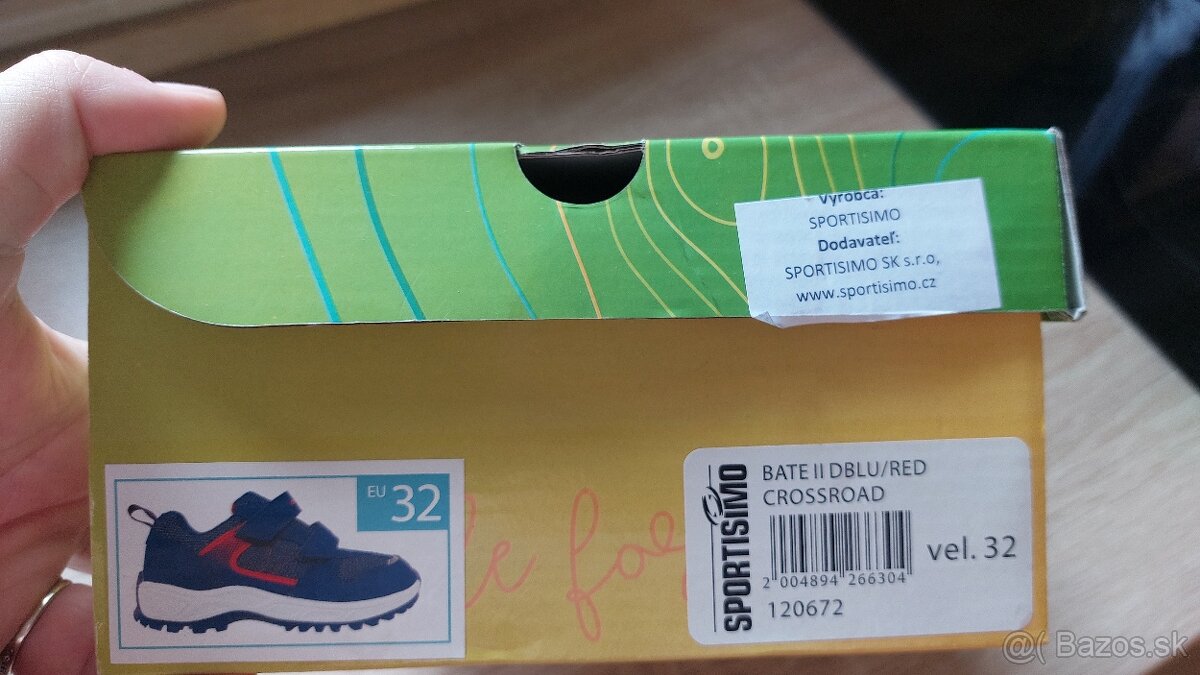 Výrobca:
SPORTISIMO
Dodavateľ:
SPORTISIMO SK s.r.o,
www.sportisimo.cz
EU 32
SPORTISIMO
BATE II DBLU/RED
CROSSROAD
2 004894 266304
vel. 32
120672
@( Bazos.sk